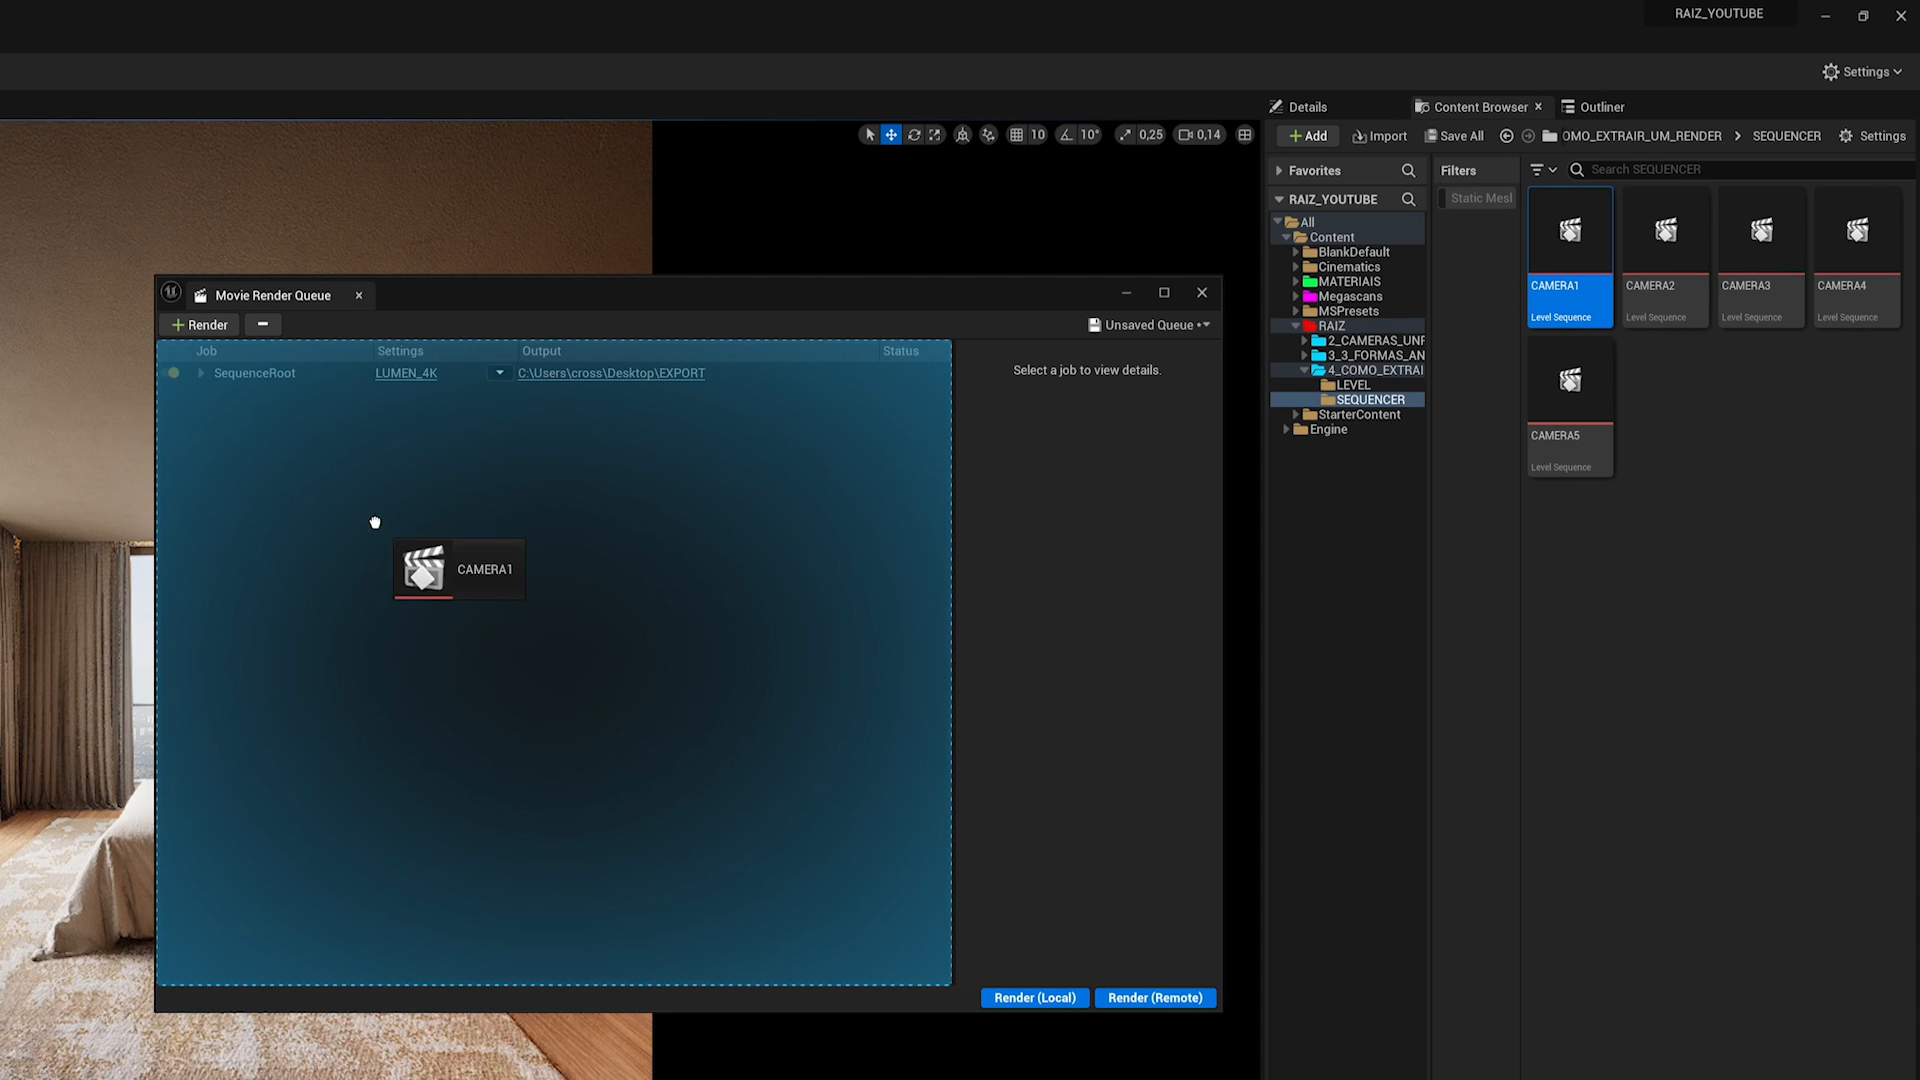 RAIZ_YOUTUBE
Settings
Details
Content Browser
Outliner
10
10°
0,25
0,14
Add
Import
Save All
OMO_EXTRAIR_UM_RENDER
SEQUENCER
Settings
Favorites
Filters
Search SEQUENCER
RAIZ_YOUTUBE
Static Mesl
All
Content
BlankDefault
Cinematics
MATERIAIS
Megascans
MSPresets
RAIZ
2_CAMERAS_UNF
3_3_FORMAS_AN
4_COMO_EXTRAI
LEVEL
SEQUENCER
StarterContent
Engine
CAMERA1
Level Sequence
CAMERA2
Level Sequence
CAMERA3
Level Sequence
CAMERA4
Level Sequence
CAMERA5
Level Sequence
Movie Render Queue
Render
Unsaved Queue •
Job
Settings
Output
Status
SequenceRoot
LUMEN_4K
C:\Users\cross\Desktop\EXPORT
Select a job to view details.
CAMERA1
Render (Local)
Render (Remote)